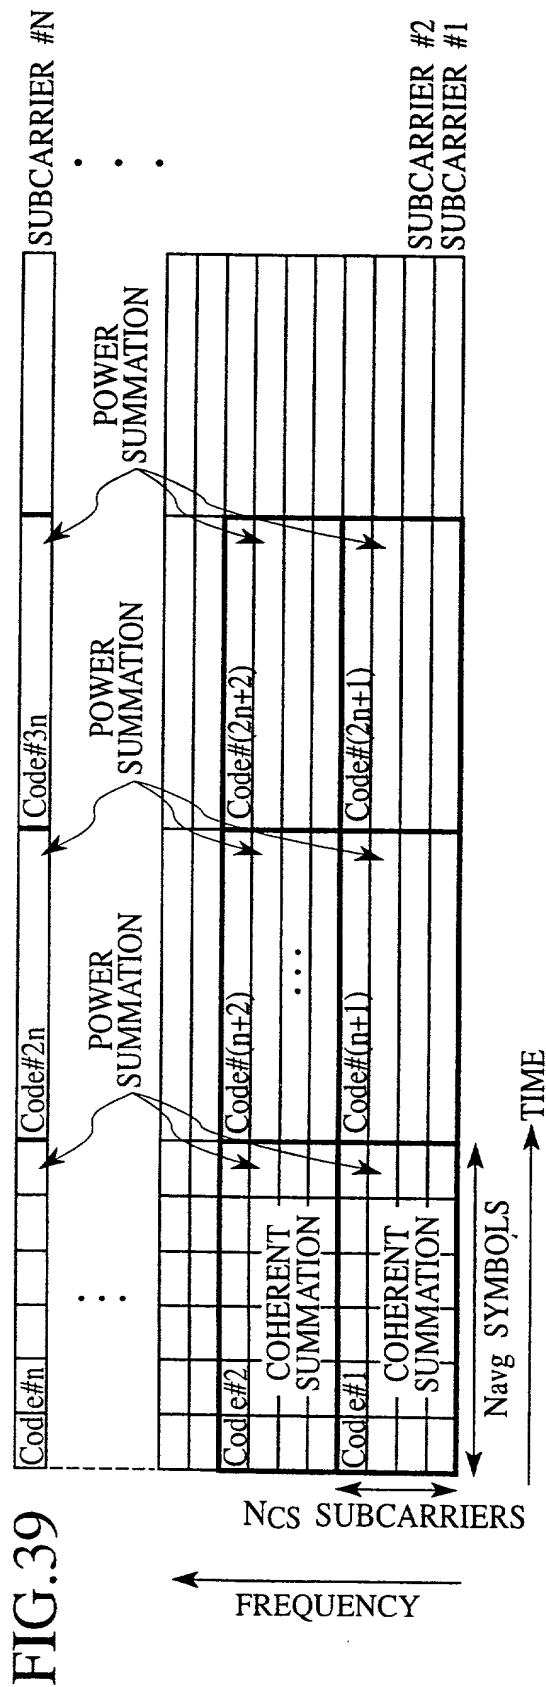 FIG.39
SUBCARRIER #N
Code#n
Code#2n
Code#3n
POWER
SUMMATION
POWER
SUMMATION
POWER
SUMMATION
Code#2
Code#(n+2)
Code#(2n+2)
COHERENT
SUMMATION
Code#1
Code#(n+1)
Code#(2n+1)
COHERENT
SUMMATION
SUBCARRIER #2
SUBCARRIER #1
FREQUENCY
NCS SUBCARRIERS
Navg SYMBOLS
TIME